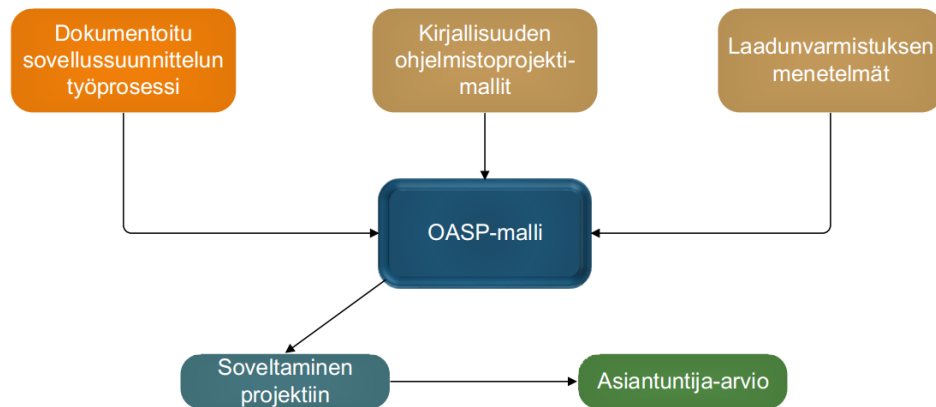 Dokumentoitu
sovellussuunnittelun
työprosessi
Kirjallisuuden
ohjelmistoprojekti-
mallit
Laadunvarmistuksen
menetelmät
OASP-malli
Soveltaminen
projektiin
Asiantuntija-arvio